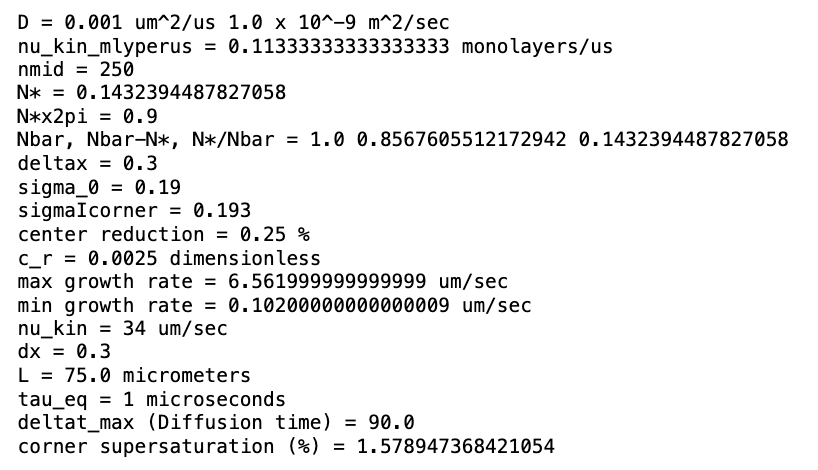 D = 0.001 um^2/us 1.0 x 10^-9 m^2/sec
nu_kin_mlyperus = 0.11333333333333333 monolayers/us
nmid = 250
N* = 0.1432394487827058
N*x2pi = 0.9
Nbar, Nbar-N*, N*/Nbar = 1.0 0.8567605512172942 0.1432394487827058
deltax = 0.3
sigma_0 = 0.19
sigmaIcorner = 0.193
center reduction = 0.25 %
c_r = 0.0025 dimensionless
max growth rate = 6.561999999999999 um/sec
min growth rate = 0.10200000000000009 um/sec
nu_kin = 34 um/sec
dx = 0.3
L = 75.0 micrometers
tau_eq = 1 microseconds
deltat_max (Diffusion time) = 90.0
corner supersaturation (%) = 1.578947368421054